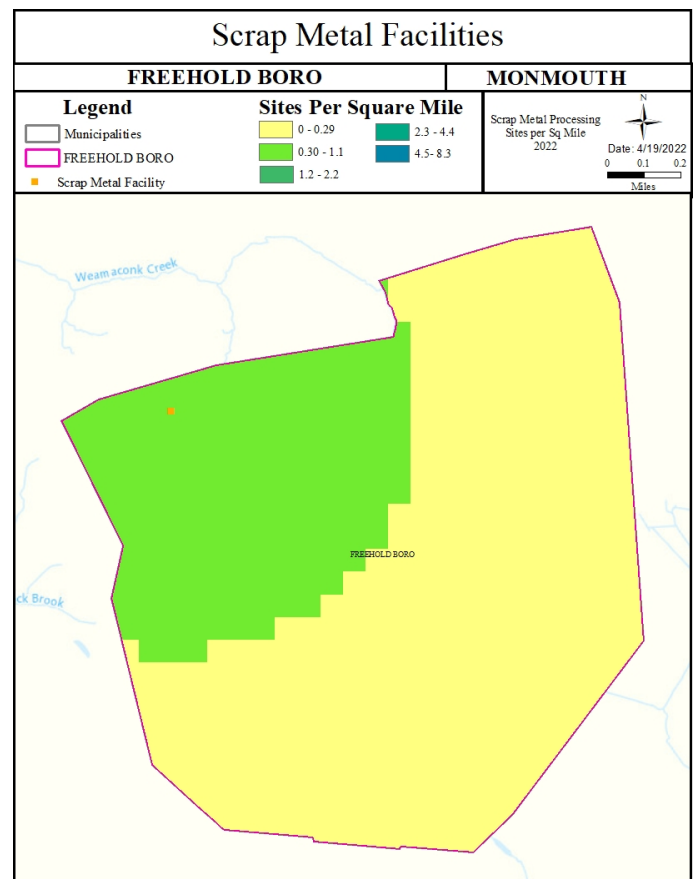 Scrap Metal Facilities
FREEHOLD BORO
MONMOUTH
Legend
Municipalities
FREEHOLD BORO
Scrap Metal Facility
Sites Per Square Mile
0 - 0.29
0.30 - 1.1
1.2 - 2.2
2.3 - 4.4
4.5- 8.3
Scrap Metal Processing
Sites per Sq Mile
2022
N
Date: 4/19/2022
0 0.1 0.2
Miles
Weamaconk Creek
FREEHOLD BORO
ck Brook